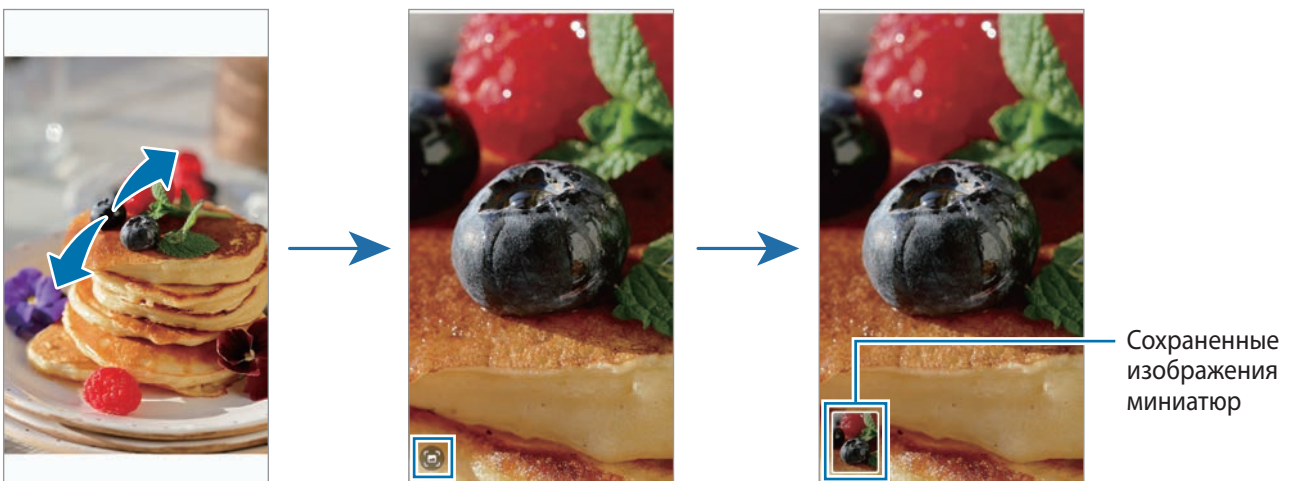 Сохраненные
изображения
миниатюр